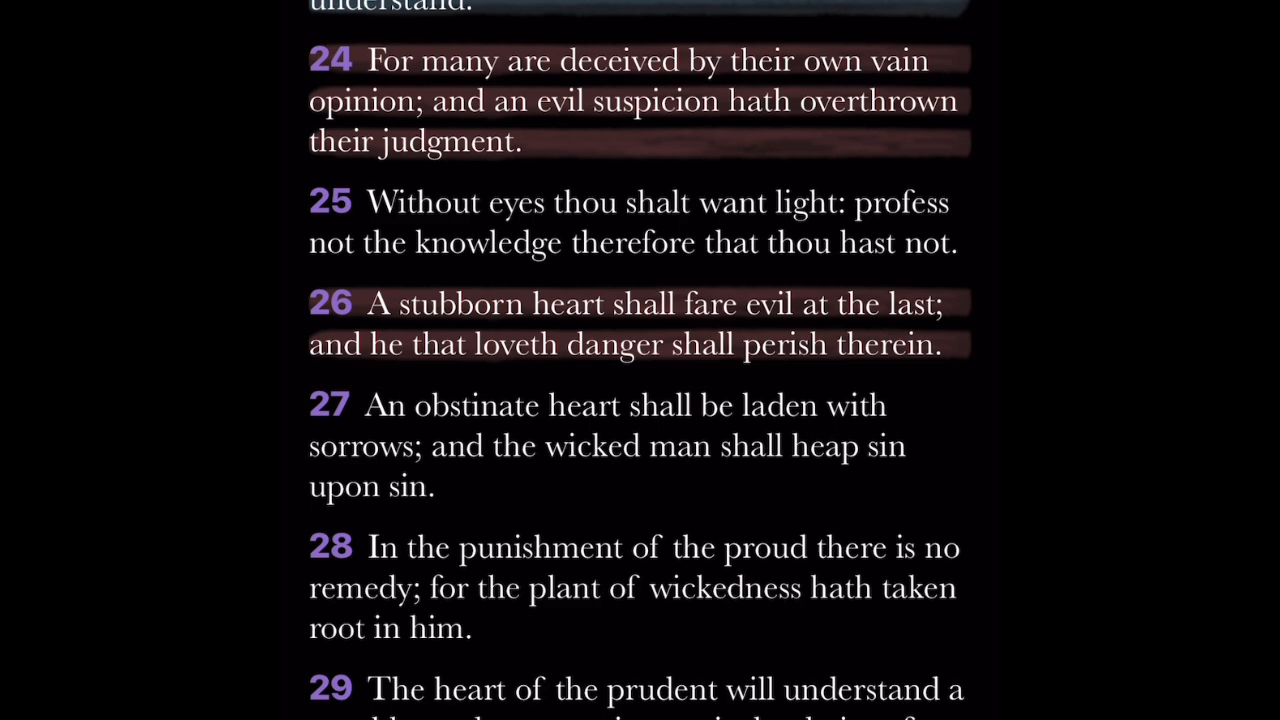 understand.
24 For many are deceived by their own vain
opinion; and an evil suspicion hath overthrown
their judgment.
25 Without eyes thou shalt want light: profess
not the knowledge therefore that thou hast not.
26 A stubborn heart shall fare evil at the last;
and he that loveth danger shall perish therein.
27 An obstinate heart shall be laden with
sorrows; and the wicked man shall heap sin
upon sin.
28 In the punishment of the proud there is no
remedy; for the plant of wickedness hath taken
root in him.
29 The heart of the prudent will understand a